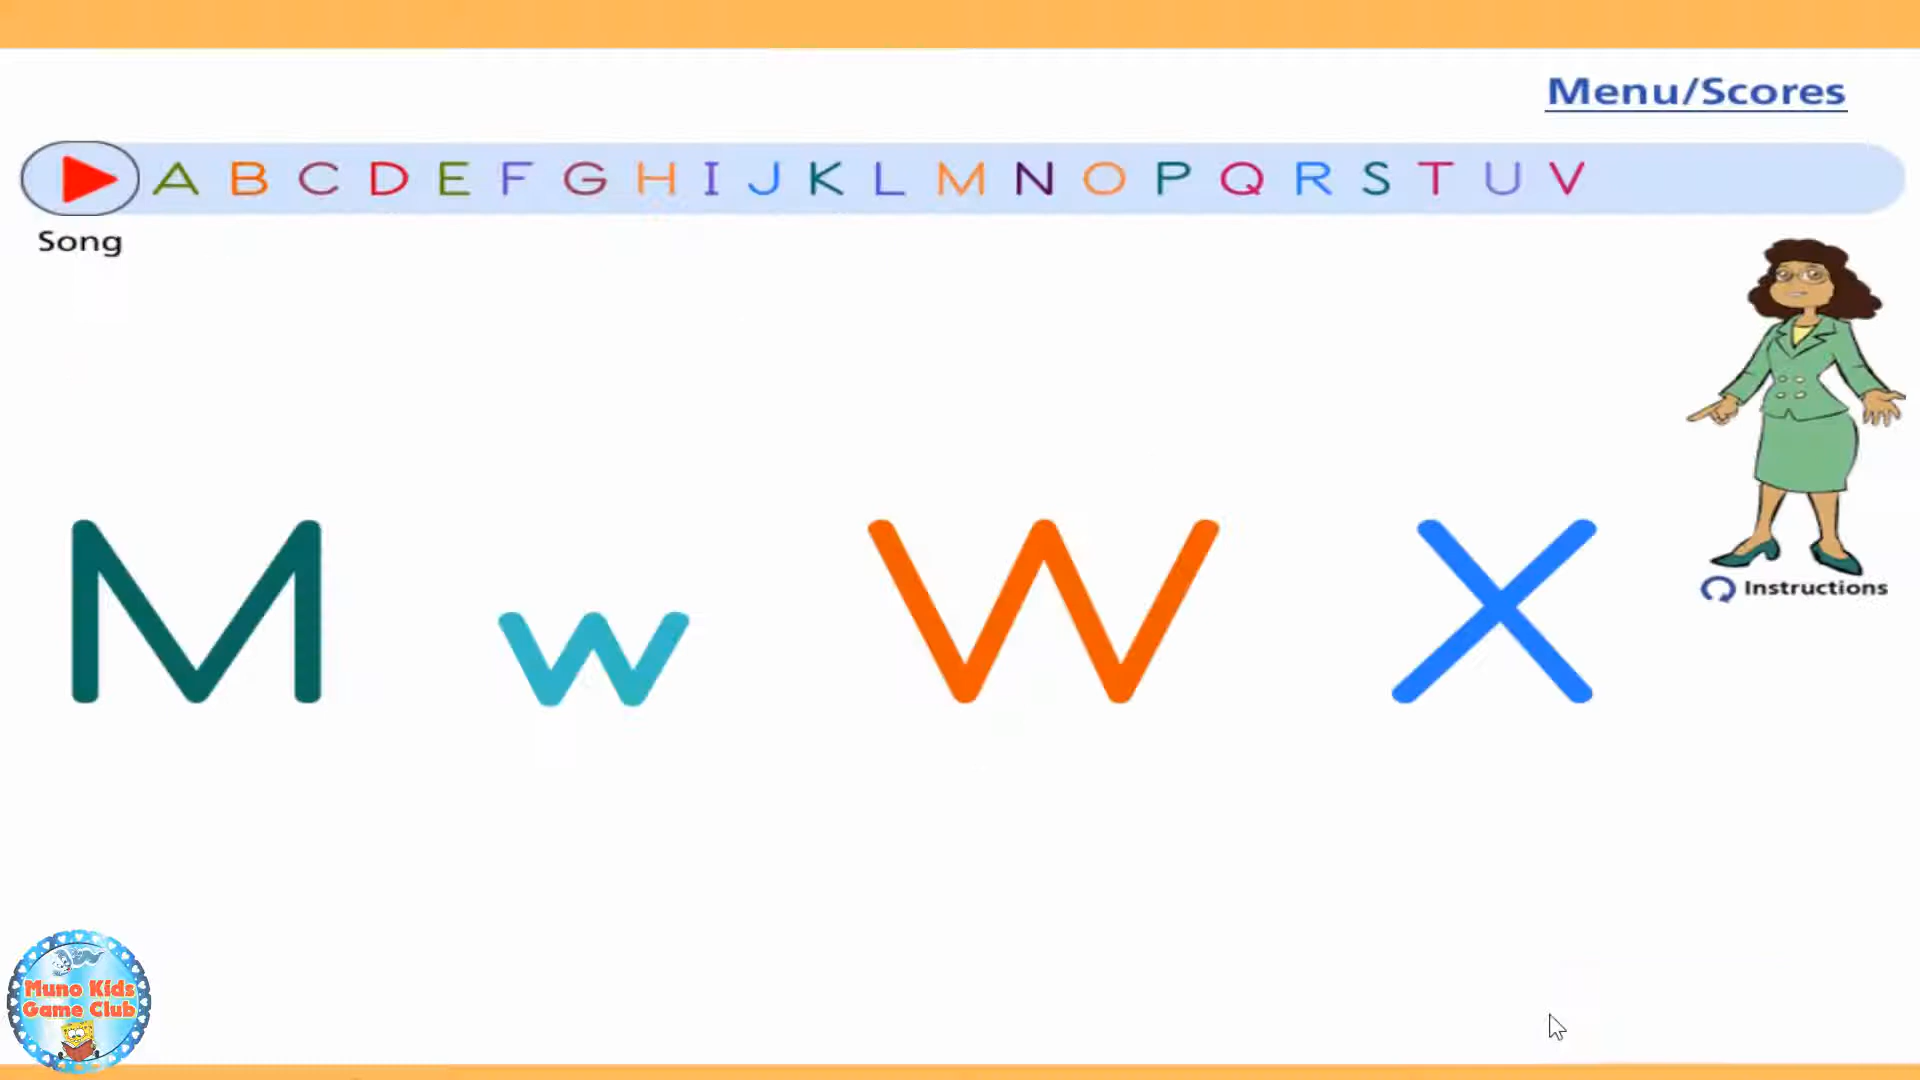 Menu/Scores
A B C D E F G H I J K L M N O P Q R S T U V
Song
M w W X
Instructions
Muno Kids
Game Club